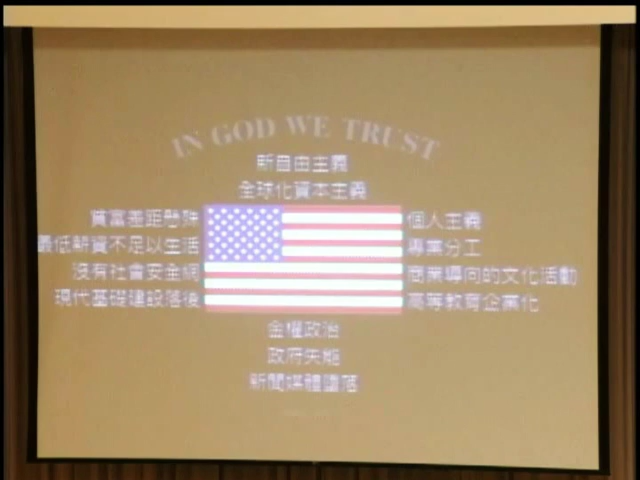 IN GOD WE TRUST
新自由主義
全球化資本主義
貧富差距懸殊
最低薪資不足以生活
沒有社會安全網
現代基礎建設落後
個人主義
專業分工
商業導向的文化活動
高等教育企業化
金權政治
政府失能
新聞媒體墮落